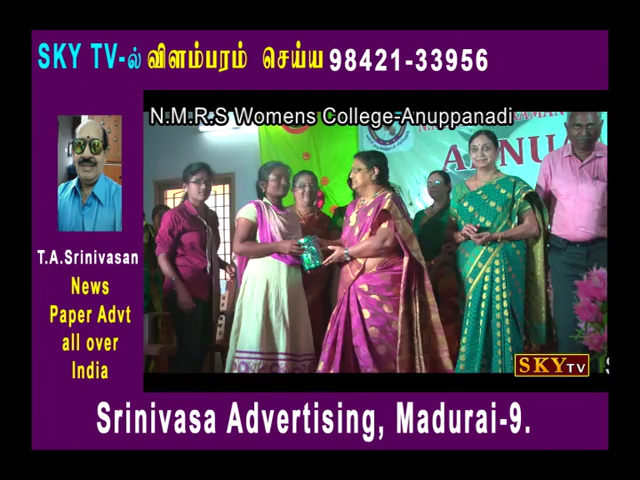 SKY TV-ல் விளம்பரம் செய்ய 98421-33956
N.M.R.S Womens College-Anuppanadi
T.A.Srinivasan
News
Paper Advt
all over
India
SKY TV
Srinivasa Advertising, Madurai-9.